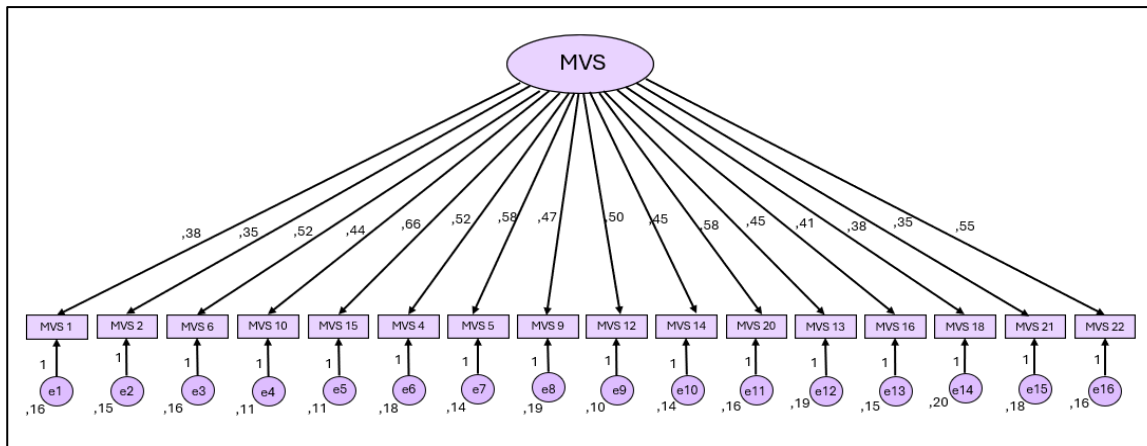 MVS
,38 ,35 ,52 ,44 ,66 ,52 ,58 ,47 ,50 ,45 ,58 ,45 ,41 ,38 ,35 ,55
MVS 1 MVS 2 MVS 6 MVS 10 MVS 15 MVS 4 MVS 5 MVS 9 MVS 12 MVS 14 MVS 20 MVS 13 MVS 16 MVS 18 MVS 21 MVS 22
1 1 1 1 1 1 1 1 1 1 1 1 1 1 1 1
e1 e2 e3 e4 e5 e6 e7 e8 e9 e10 e11 e12 e13 e14 e15 e16
,16 ,15 ,16 ,11 ,11 ,18 ,14 ,19 ,10 ,14 ,16 ,19 ,15 ,20 ,18 ,16